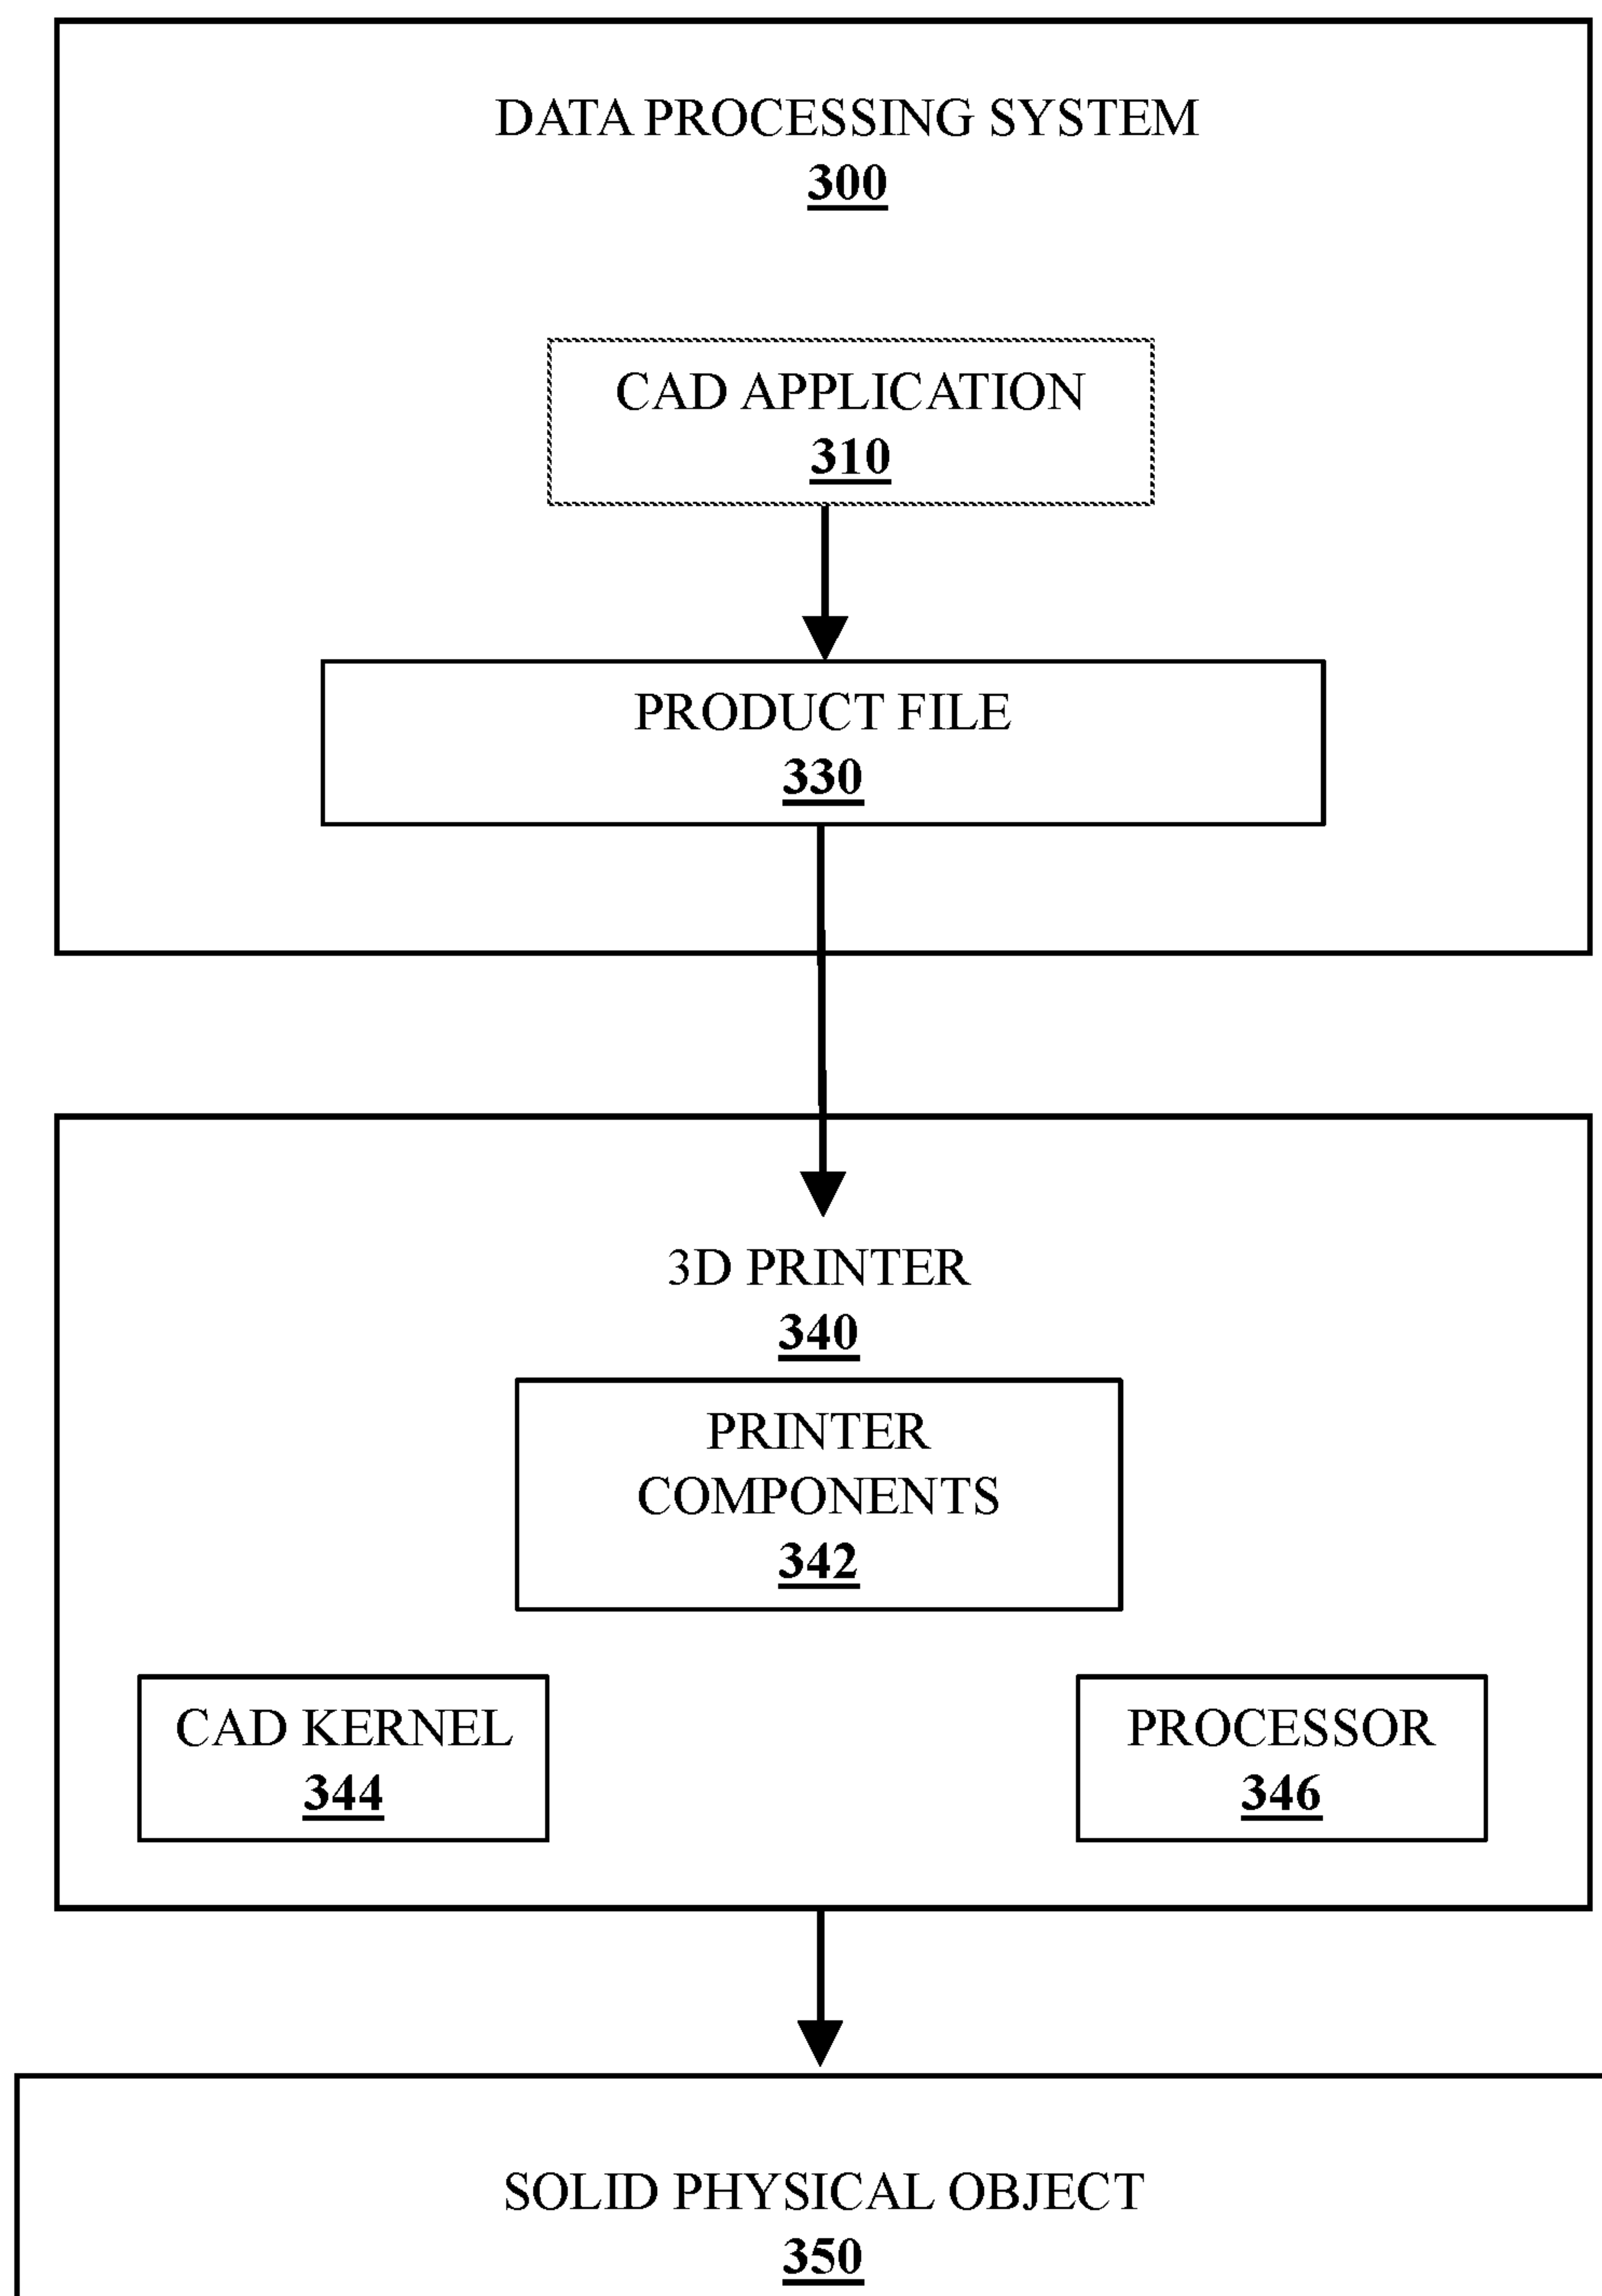 DATA PROCESSING SYSTEM
300
CAD APPLICATION
310
PRODUCT FILE
330
3D PRINTER
340
PRINTER
COMPONENTS
342
CAD KERNEL
344
PROCESSOR
346
SOLID PHYSICAL OBJECT
350